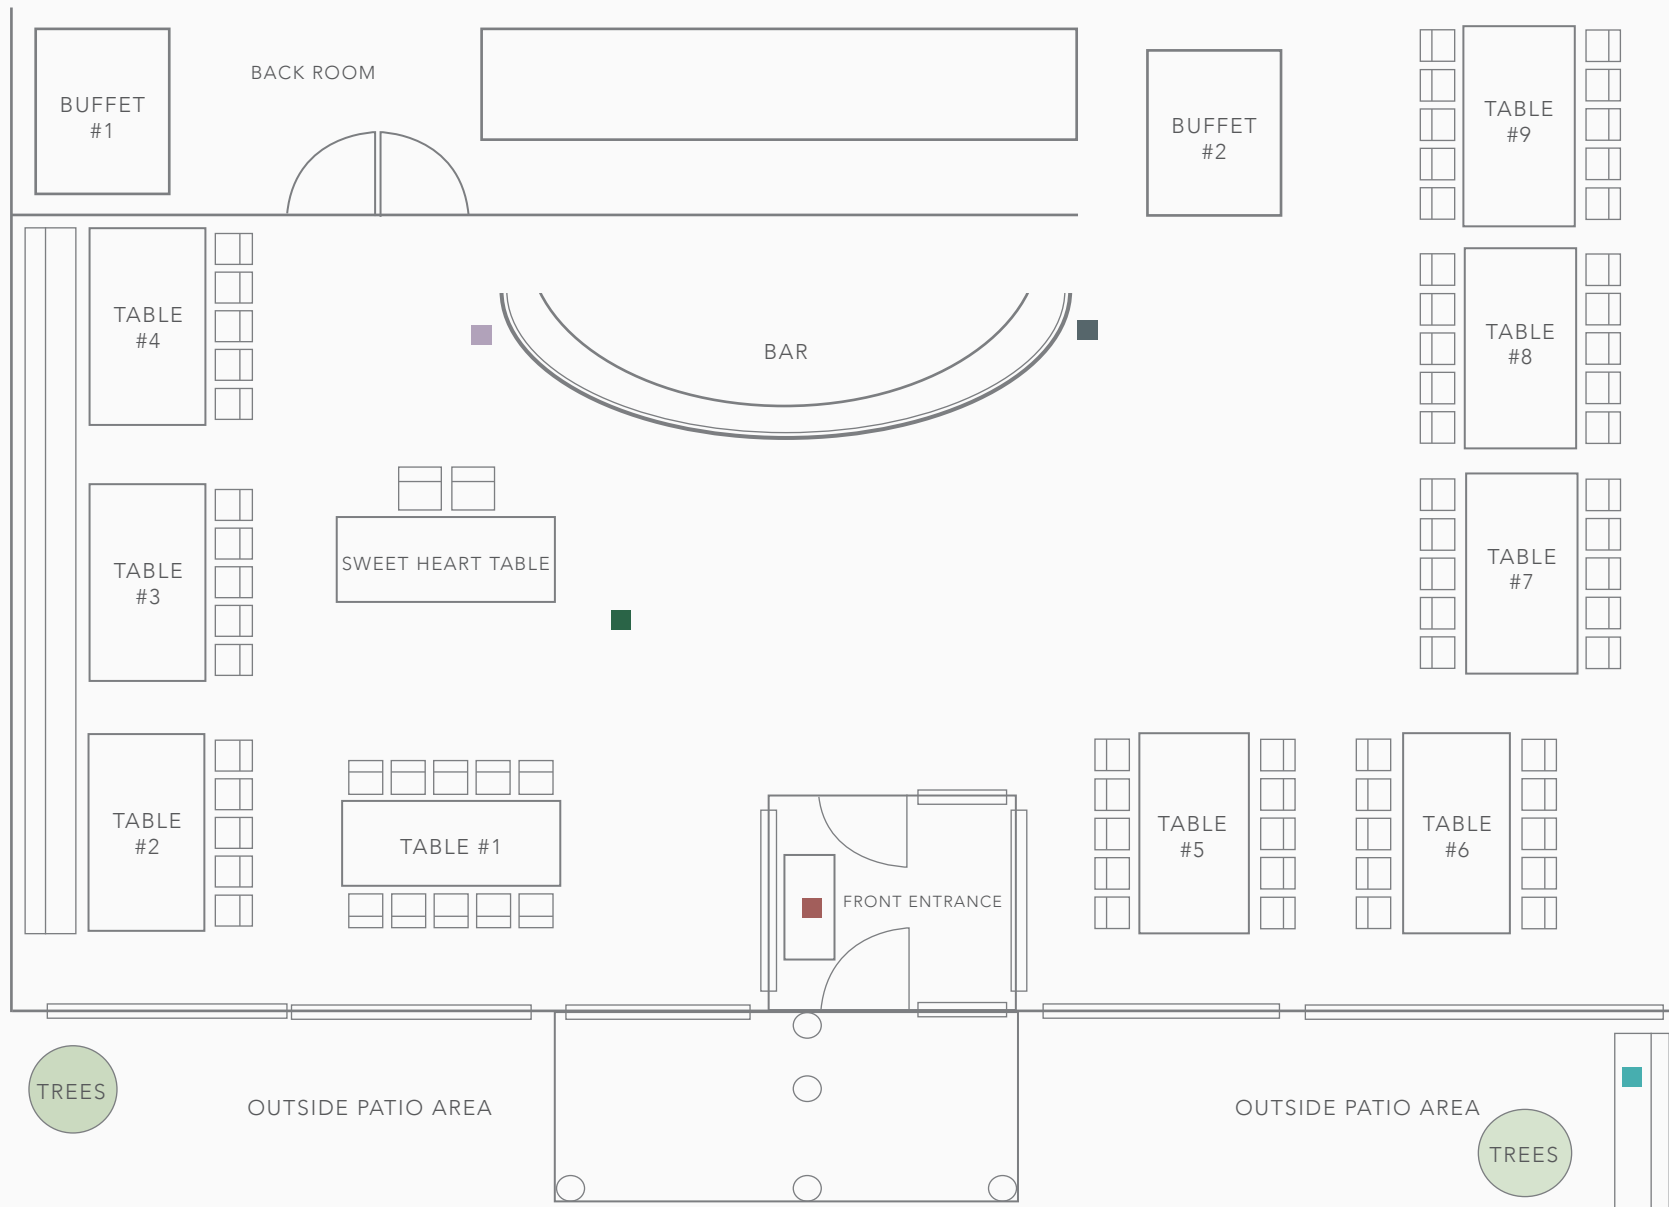 BACK ROOM
BUFFET
#1
BUFFET
#2
TABLE
#9
TABLE
#4
BAR
TABLE
#8
SWEET HEART TABLE
TABLE
#3
TABLE
#7
TABLE
#2
TABLE #1
FRONT ENTRANCE
TABLE
#5
TABLE
#6
TREES
OUTSIDE PATIO AREA
OUTSIDE PATIO AREA
TREES